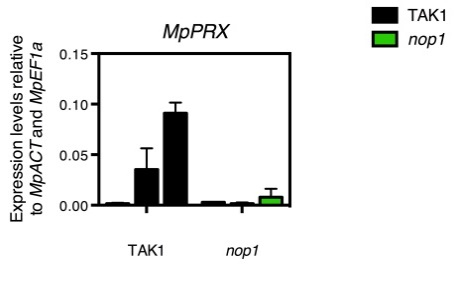 TAK1
nop1
MpPRX
Expression levels relative
to MpACT and MpEF1a
0.15
0.10
0.05
0.00
TAK1
nop1